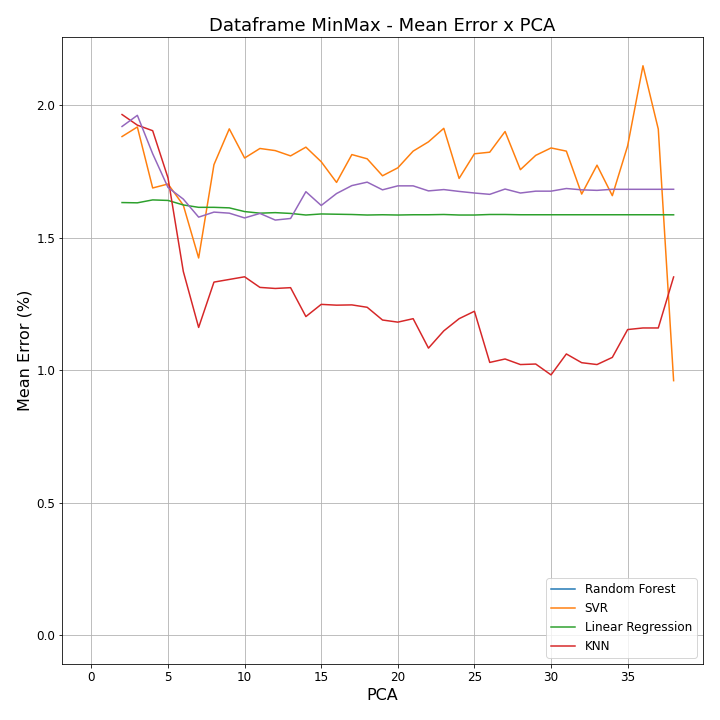 Dataframe MinMax - Mean Error x PCA
Mean Error (%)
2.0
1.5
1.0
0.5
0.0
0 5 10 15 20 25 30 35
PCA
Random Forest
SVR
Linear Regression
KNN